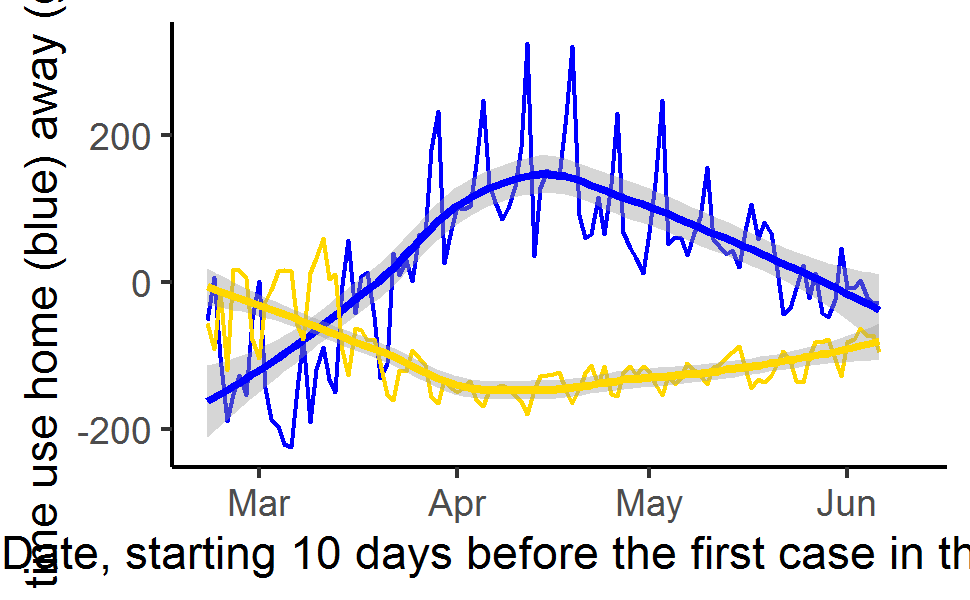 time use home (blue) away (
200
0
-200
Mar Apr May Jun
Date, starting 10 days before the first case in th